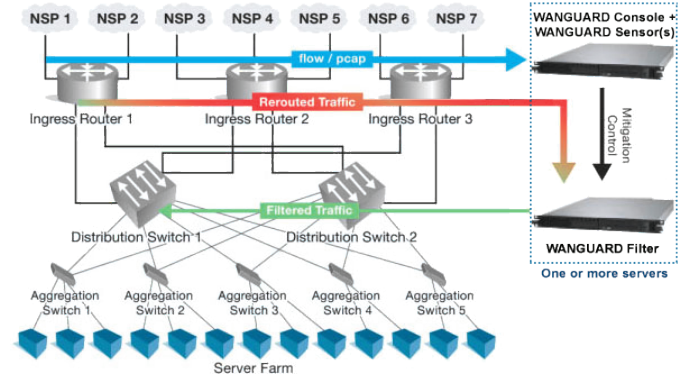 NSP 1
NSP 2
NSP 3
NSP 4
NSP 5
NSP 6
NSP 7
WANGUARD Console +
WANGUARD Sensor(s)
flow / pcap
Rerouted Traffic
Ingress Router 1
Ingress Router 2
Ingress Router 3
Mitigation
Control
Filtered Traffic
Distribution Switch 1
Distribution Switch 2
WANGUARD Filter
One or more servers
Aggregation
Switch 1
Aggregation
Switch 2
Aggregation
Switch 3
Aggregation
Switch 4
Aggregation
Switch 5
Server Farm